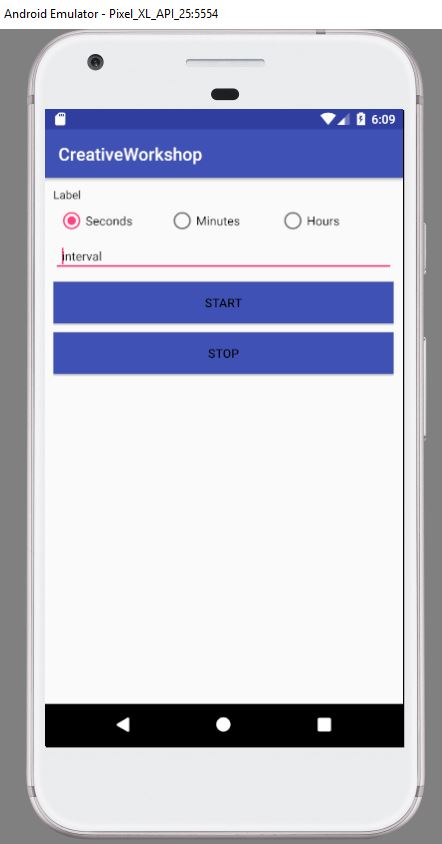 Android Emulator - Pixel_XL_API_25:5554
6:09
CreativeWorkshop
Label
Seconds Minutes Hours
interval
START
STOP